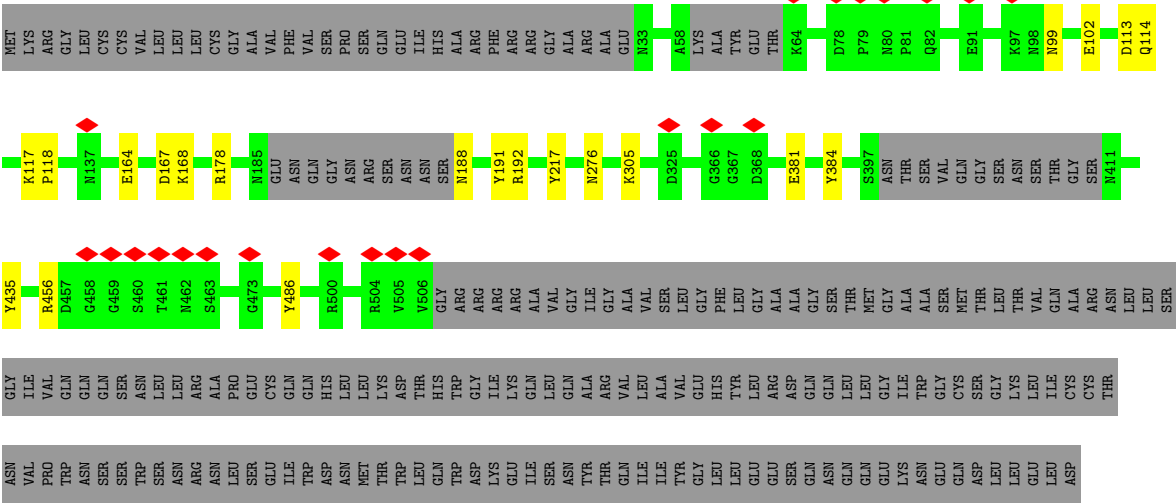 MET LYS ARG GLY LEU CYS CYS VAL LEU LEU LEU CYS GLY ALA VAL PHE VAL SER PRO SER GLN GLU ILE HIS ALA ARG PHE ARG ARG GLY ALA ARG ALA GLU N33 A58 LYS ALA TYR GLU THR K64 D78 P79 N80 P81 Q82 E91 K97 N98 N99 E102 D113 Q114
K117 P118 N137 E164 D167 K168 R178 N185 GLU ASN GLN GLY ASN ARG SER ASN ASN SER N188 Y191 R192 Y217 N276 K305 D325 G366 G367 D368 E381 Y384 S397 ASN THR SER VAL GLN GLY SER ASN SER THR GLY SER N411
Y435 R456 D457 G458 G459 S460 T461 N462 S463 G473 Y486 R500 R504 V505 V506 GLY ARG ARG ARG ARG ALA VAL GLY ILE GLY ALA VAL SER LEU GLY PHE LEU GLY ALA ALA GLY SER THR MET GLY ALA ALA SER MET THR LEU THR VAL GLN ALA ARG ASN LEU LEU SER
GLY ILE VAL GLN GLN GLN SER ASN LEU LEU ARG ALA PRO GLU CYS GLN GLN HIS LEU LEU LYS ASP THR HIS TRP GLY ILE LYS GLN LEU GLN ALA ARG VAL LEU ALA VAL GLU HIS TYR LEU ARG ASP GLN GLN LEU LEU GLY ILE TRP GLY CYS SER GLY LYS LEU ILE CYS CYS THR
ASN VAL PRO TRP ASN SER SER TRP SER ASN ARG ASN LEU SER GLU ILE TRP ASP ASN MET THR TRP LEU GLN TRP ASP LYS GLU ILE SER ASN TYR THR GLN ILE ILE TYR GLY LEU LEU GLU GLU SER GLN ASN GLN GLN GLU LYS ASN GLU GLN ASP LEU LEU GLU LEU ASP